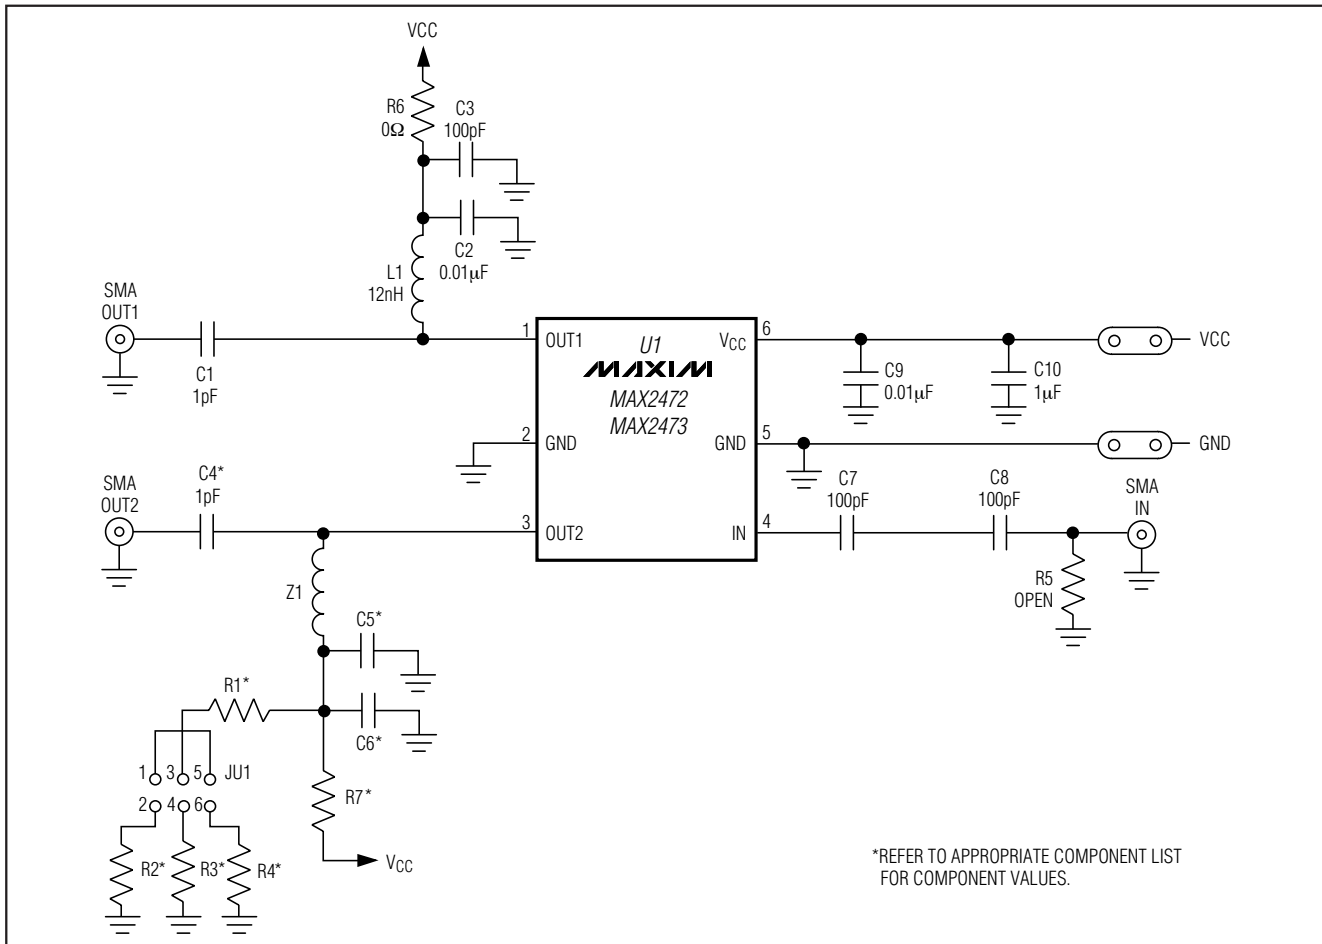 VCC
R6
0Ω
C3
100pF
C2
0.01µF
L1
12nH
SMA
OUT1
C1
1pF
1
OUT1
U1
MAXIM
MAX2472
MAX2473
VCC
6
C9
0.01µF
C10
1µF
VCC
2
GND
GND
5
GND
SMA
OUT2
C4*
1pF
3
OUT2
IN
4
C7
100pF
C8
100pF
SMA
IN
R5
OPEN
Z1
C5*
R1*
C6*
1 3 5 JU1
2 4 6
R7*
R2* R3* R4*
VCC
*REFER TO APPROPRIATE COMPONENT LIST
FOR COMPONENT VALUES.